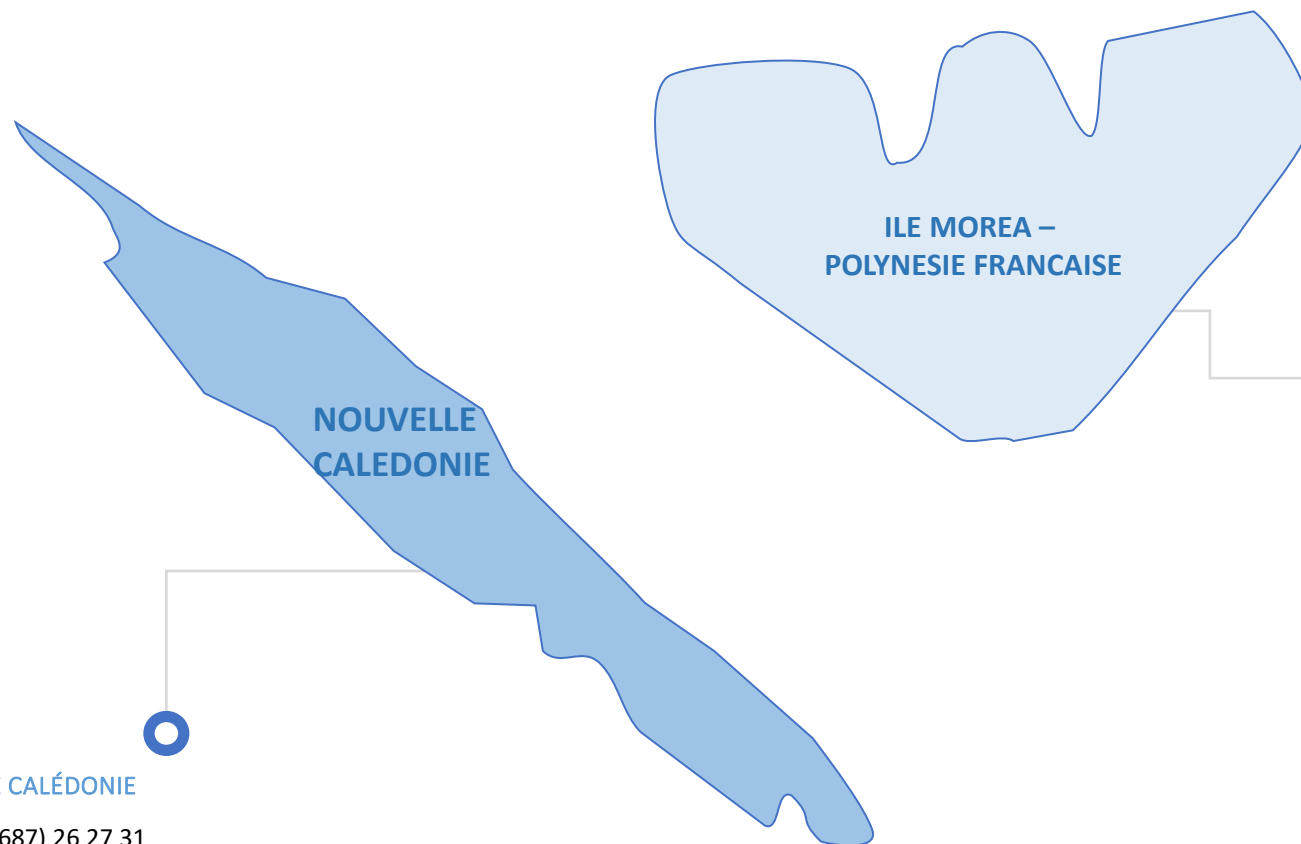 ILE MOREA –
POLYNESIE FRANCAISE
NOUVELLE
CALEDONIE
CALÉDONIE
687) 26 27 31